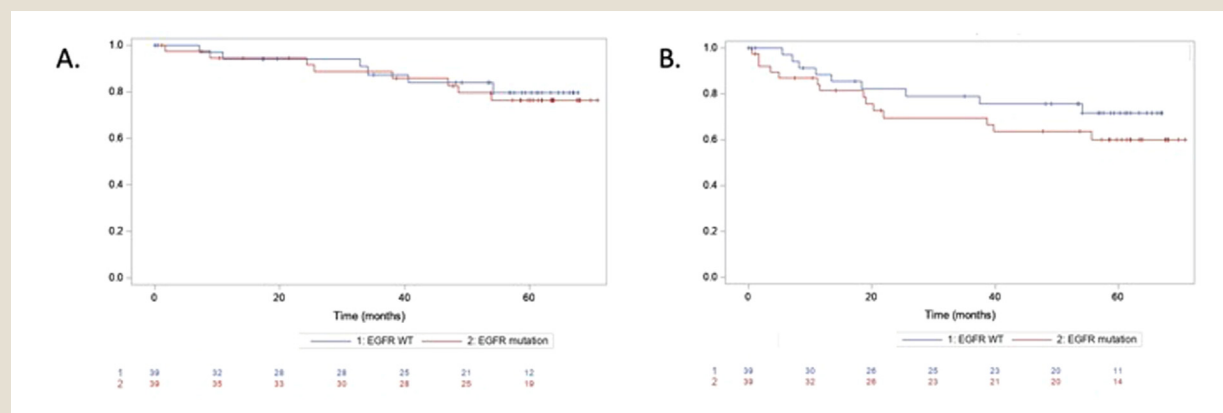 A.
1.0
0.8
0.6
0.4
0.2
0.0
0 20 40 60
Time (months)
1: EGFR WT 2: EGFR mutation
1 39 32 28 28 25 21 12
2 39 35 33 30 28 25 19
B.
1.0
0.8
0.6
0.4
0.2
0.0
0 20 40 60
Time (months)
1: EGFR WT 2: EGFR mutation
1 39 30 26 25 23 20 11
2 39 32 26 23 21 20 14